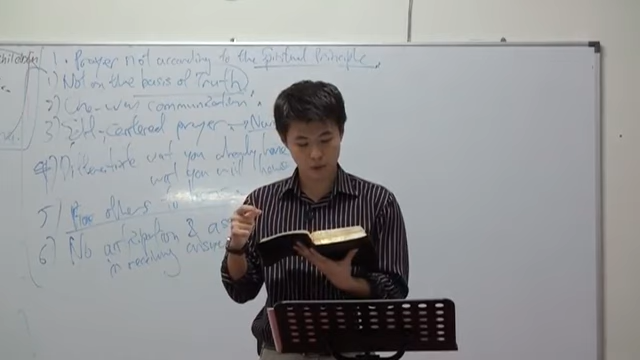 1. Prayer not according to the Spiritual Principle.
1) Not on the basis of Truth
2) One-way communication.
3) Self-centered prayer
4) Differentiate what you already have
what you will have
5) For others
6) No anticipation &
in receiving answer